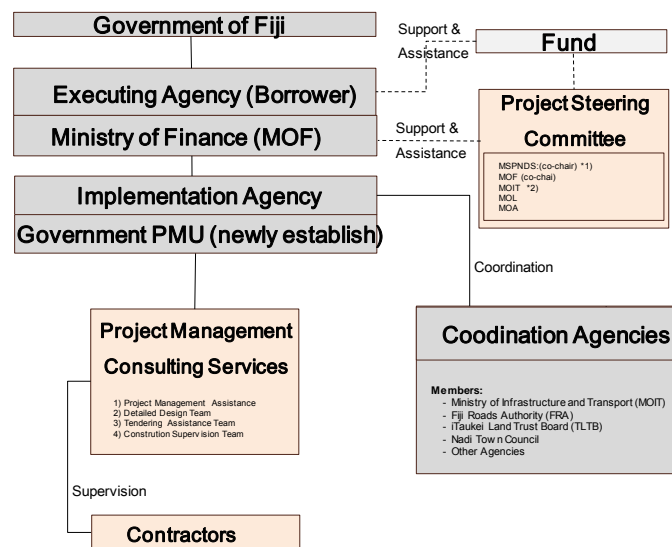 Government of Fiji
Support &
Assistance
Fund
Executing Agency (Borrower)
Ministry of Finance (MOF)
Support &
Assistance
Project Steering
Committee
MSPNDS:(co-chair) *1)
MOF (co-chai)
MOIT *2)
MOL
MOA
Implementation Agency
Government PMU (newly establish)
Coordination
Project Management
Consulting Services
1) Project Management Assistance
2) Detailed Design Team
3) Tendering Assistance Team
4) Constrution Supervision Team
Coodination Agencies
Members:
- Ministry of Infrastructure and Transport (MOIT)
- Fiji Roads Authority (FRA)
- iTaukei Land Trust Board (TLTB)
- Nadi Town Council
- Other Agencies
Supervision
Contractors